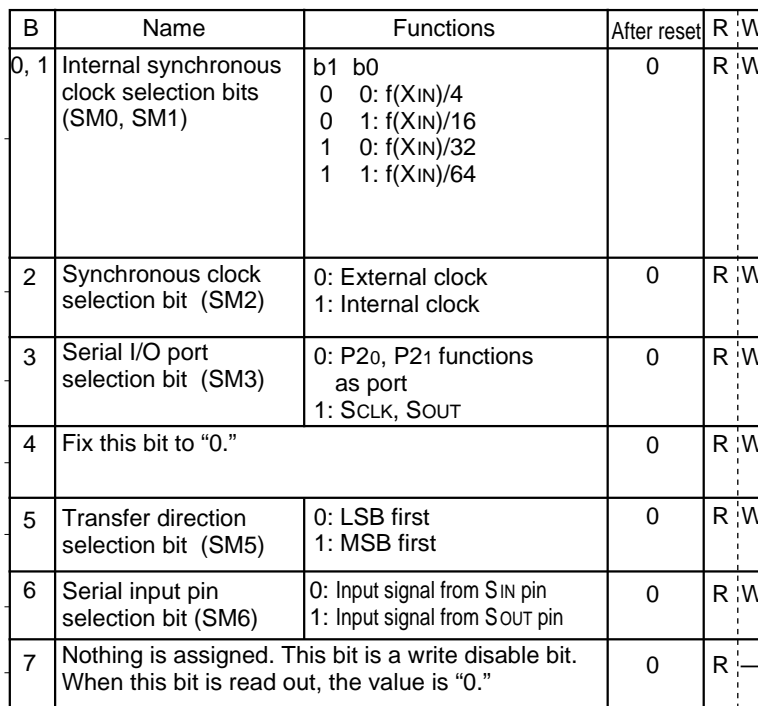 B Name Functions After reset R W
0, 1 Internal synchronous clock selection bits (SM0, SM1) b1 b0 0 R W
0 0: f(XIN)/4
0 1: f(XIN)/16
1 0: f(XIN)/32
1 1: f(XIN)/64
2 Synchronous clock selection bit (SM2) 0: External clock 0 R W
1: Internal clock
3 Serial I/O port selection bit (SM3) 0: P20, P21 functions as port 0 R W
1: SCLK, SOUT
4 Fix this bit to “0.” 0 R W
5 Transfer direction selection bit (SM5) 0: LSB first 0 R W
1: MSB first
6 Serial input pin selection bit (SM6) 0: Input signal from SIN pin 0 R W
1: Input signal from SOUT pin
7 Nothing is assigned. This bit is a write disable bit. 0 R —
When this bit is read out, the value is “0.”